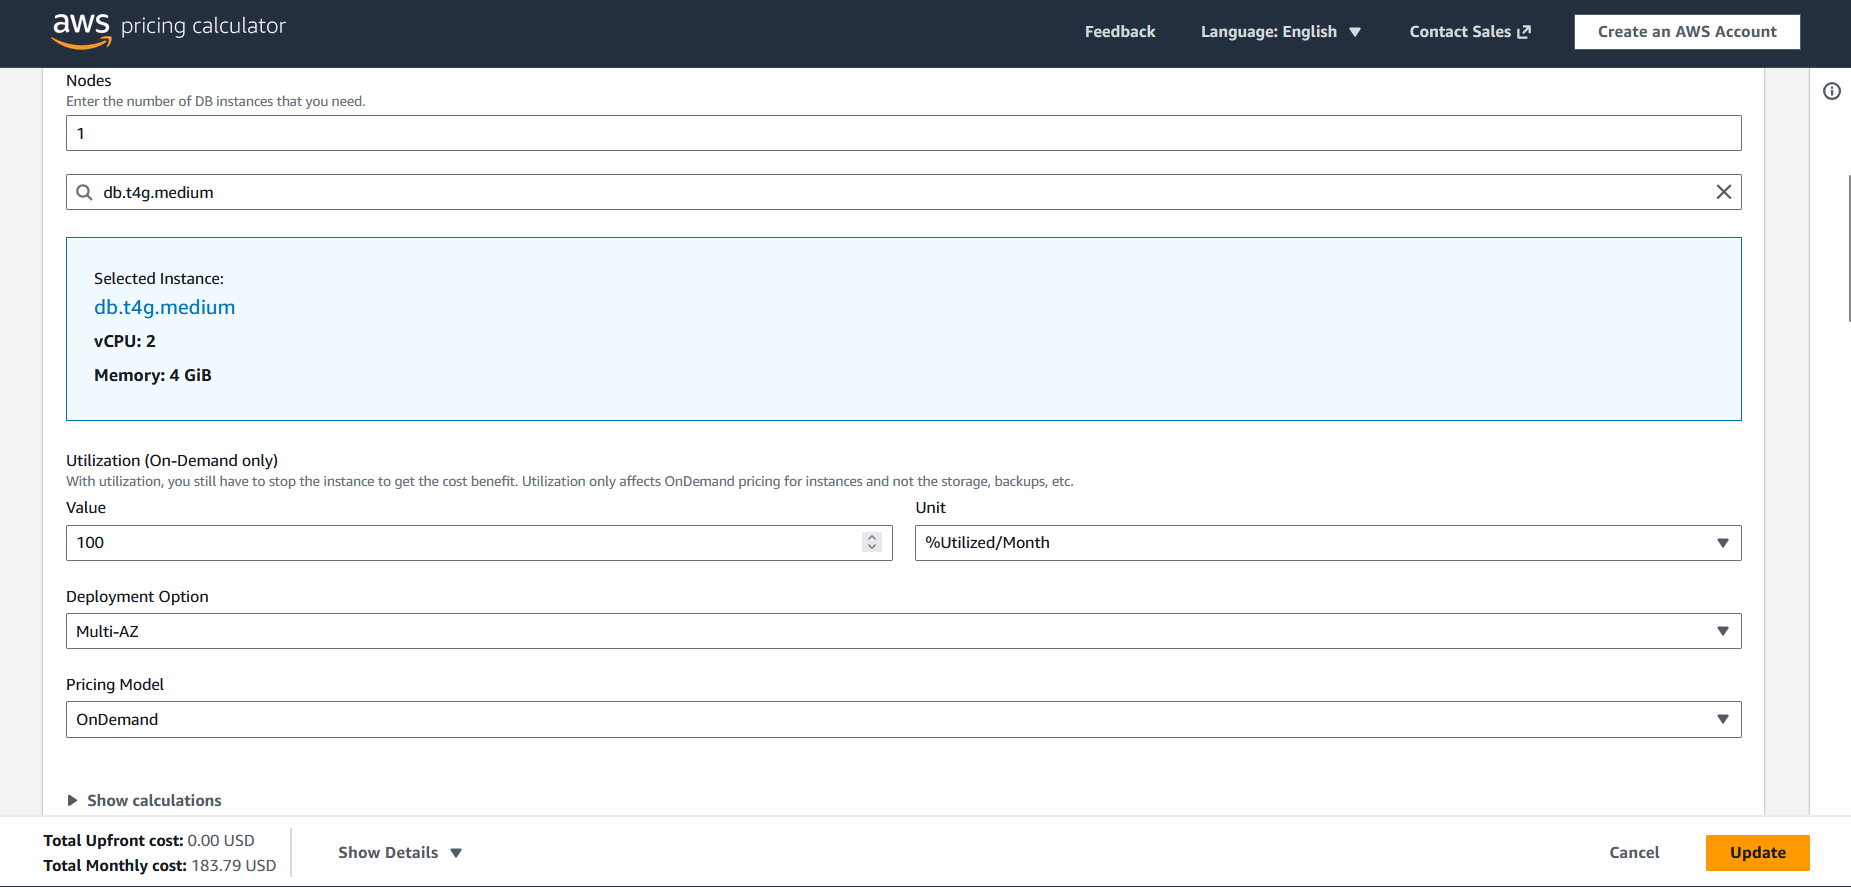 aws pricing calculator
Feedback
Language: English
Contact Sales
Create an AWS Account
Nodes
Enter the number of DB instances that you need.
1
db.t4g.medium
Selected Instance:
db.t4g.medium
vCPU: 2
Memory: 4 GiB
Utilization (On-Demand only)
With utilization, you still have to stop the instance to get the cost benefit. Utilization only affects OnDemand pricing for instances and not the storage, backups, etc.
Value
Unit
100
%Utilized/Month
Deployment Option
Multi-AZ
Pricing Model
OnDemand
Show calculations
Total Upfront cost: 0.00 USD
Total Monthly cost: 183.79 USD
Show Details
Cancel
Update